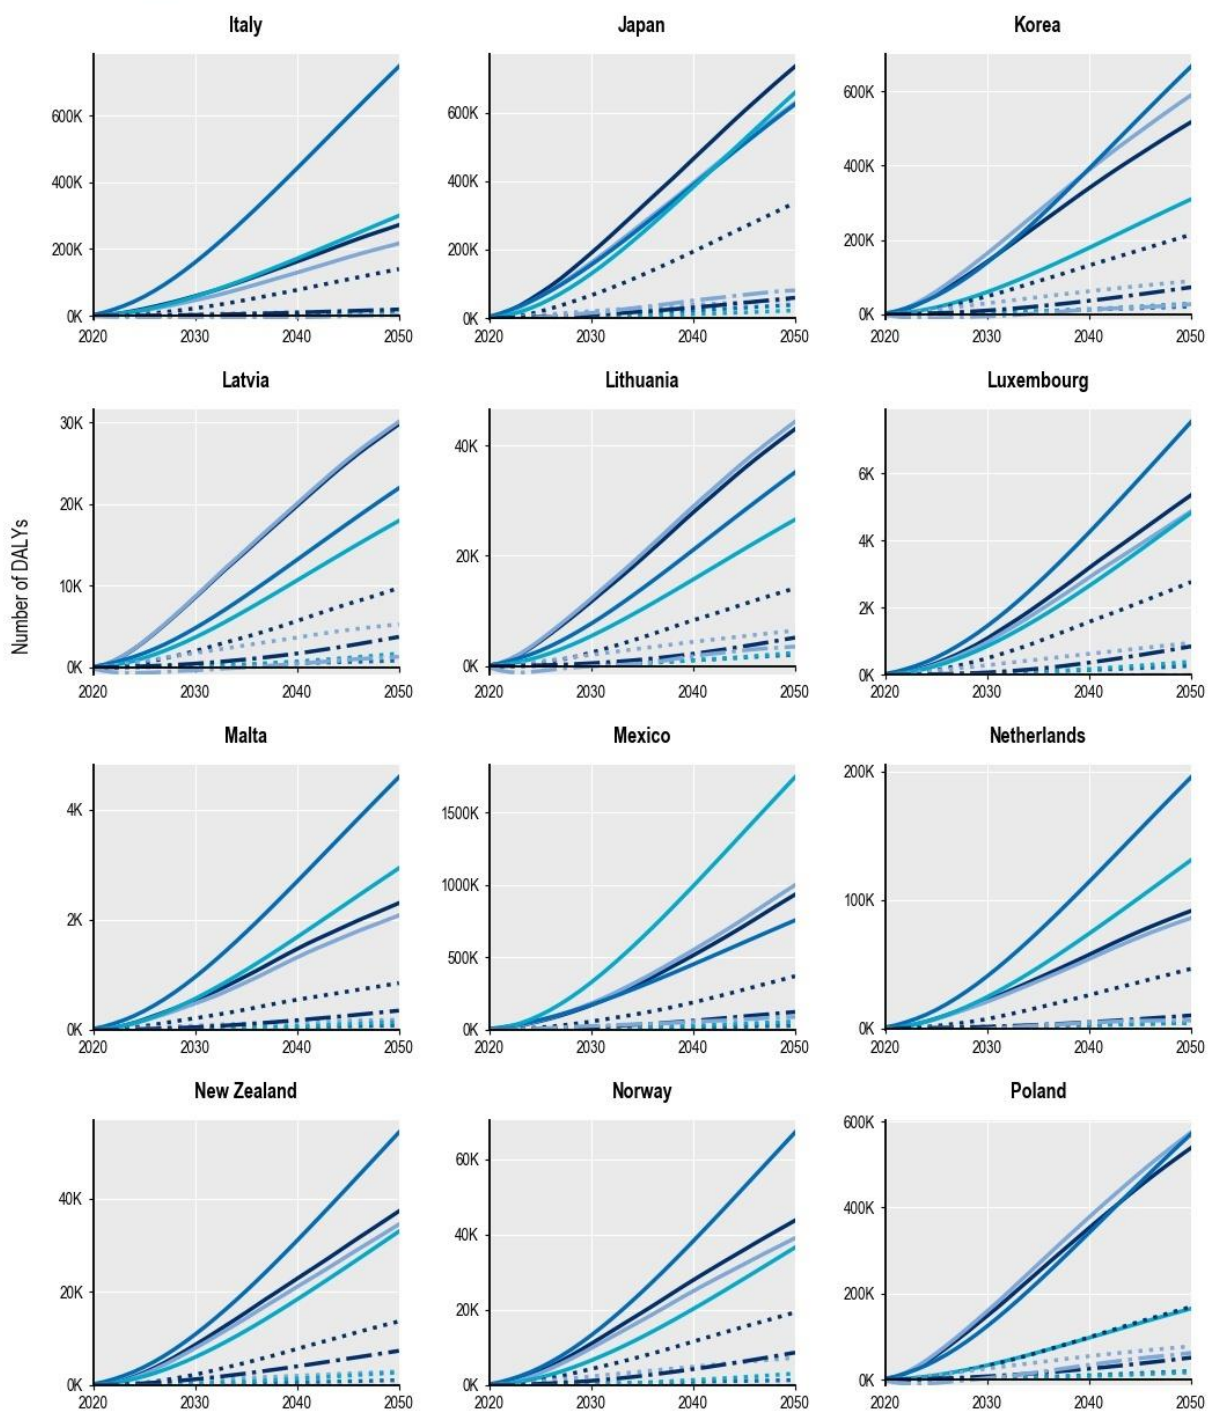 Italy
Japan
Korea
600K
400K
200K
0K
2020
2030
2040
2050
600K
400K
200K
0K
2020
2030
2040
2050
600K
400K
200K
0K
2020
2030
2040
2050
Latvia
Lithuania
Luxembourg
Number of DALYs
30K
20K
10K
0K
2020
2030
2040
2050
40K
20K
0K
2020
2030
2040
2050
6K
4K
2K
0K
2020
2030
2040
2050
Malta
Mexico
Netherlands
4K
2K
0K
2020
2030
2040
2050
1500K
1000K
500K
0K
2020
2030
2040
2050
200K
100K
0K
2020
2030
2040
2050
New Zealand
Norway
Poland
40K
20K
0K
2020
2030
2040
2050
60K
40K
20K
0K
2020
2030
2040
2050
600K
400K
200K
0K
2020
2030
2040
2050